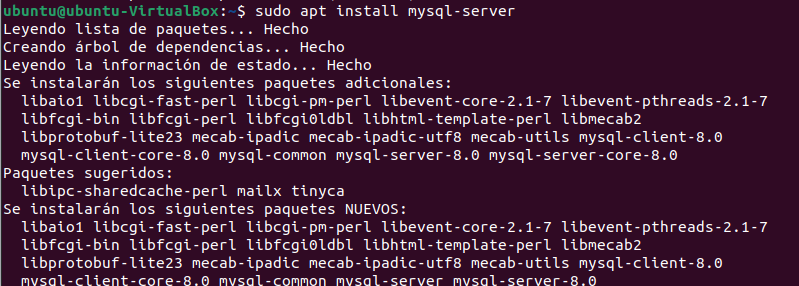 ubuntu@ubuntu-VirtualBox:~$ sudo apt install mysql-server
Leyendo lista de paquetes... Hecho
Creando árbol de dependencias... Hecho
Leyendo la información de estado... Hecho
Se instalarán los siguientes paquetes adicionales:
  libaio1 libcgi-fast-perl libcgi-pm-perl libevent-core-2.1-7 libevent-pthreads-2.1-7
  libfcgi-bin libfcgi-perl libfcgi0ldbl libhtml-template-perl libmecab2
  libprotobuf-lite23 mecab-ipadic mecab-ipadic-utf8 mecab-utils mysql-client-8.0
  mysql-client-core-8.0 mysql-common mysql-server-8.0 mysql-server-core-8.0
Paquetes sugeridos:
  libipc-sharedcache-perl mailx tinyca
Se instalarán los siguientes paquetes NUEVOS:
  libaio1 libcgi-fast-perl libcgi-pm-perl libevent-core-2.1-7 libevent-pthreads-2.1-7
  libfcgi-bin libfcgi-perl libfcgi0ldbl libhtml-template-perl libmecab2
  libprotobuf-lite23 mecab-ipadic mecab-ipadic-utf8 mecab-utils mysql-client-8.0
  mysql-client-core-8.0 mysql-common mysql-server mysql-server-8.0